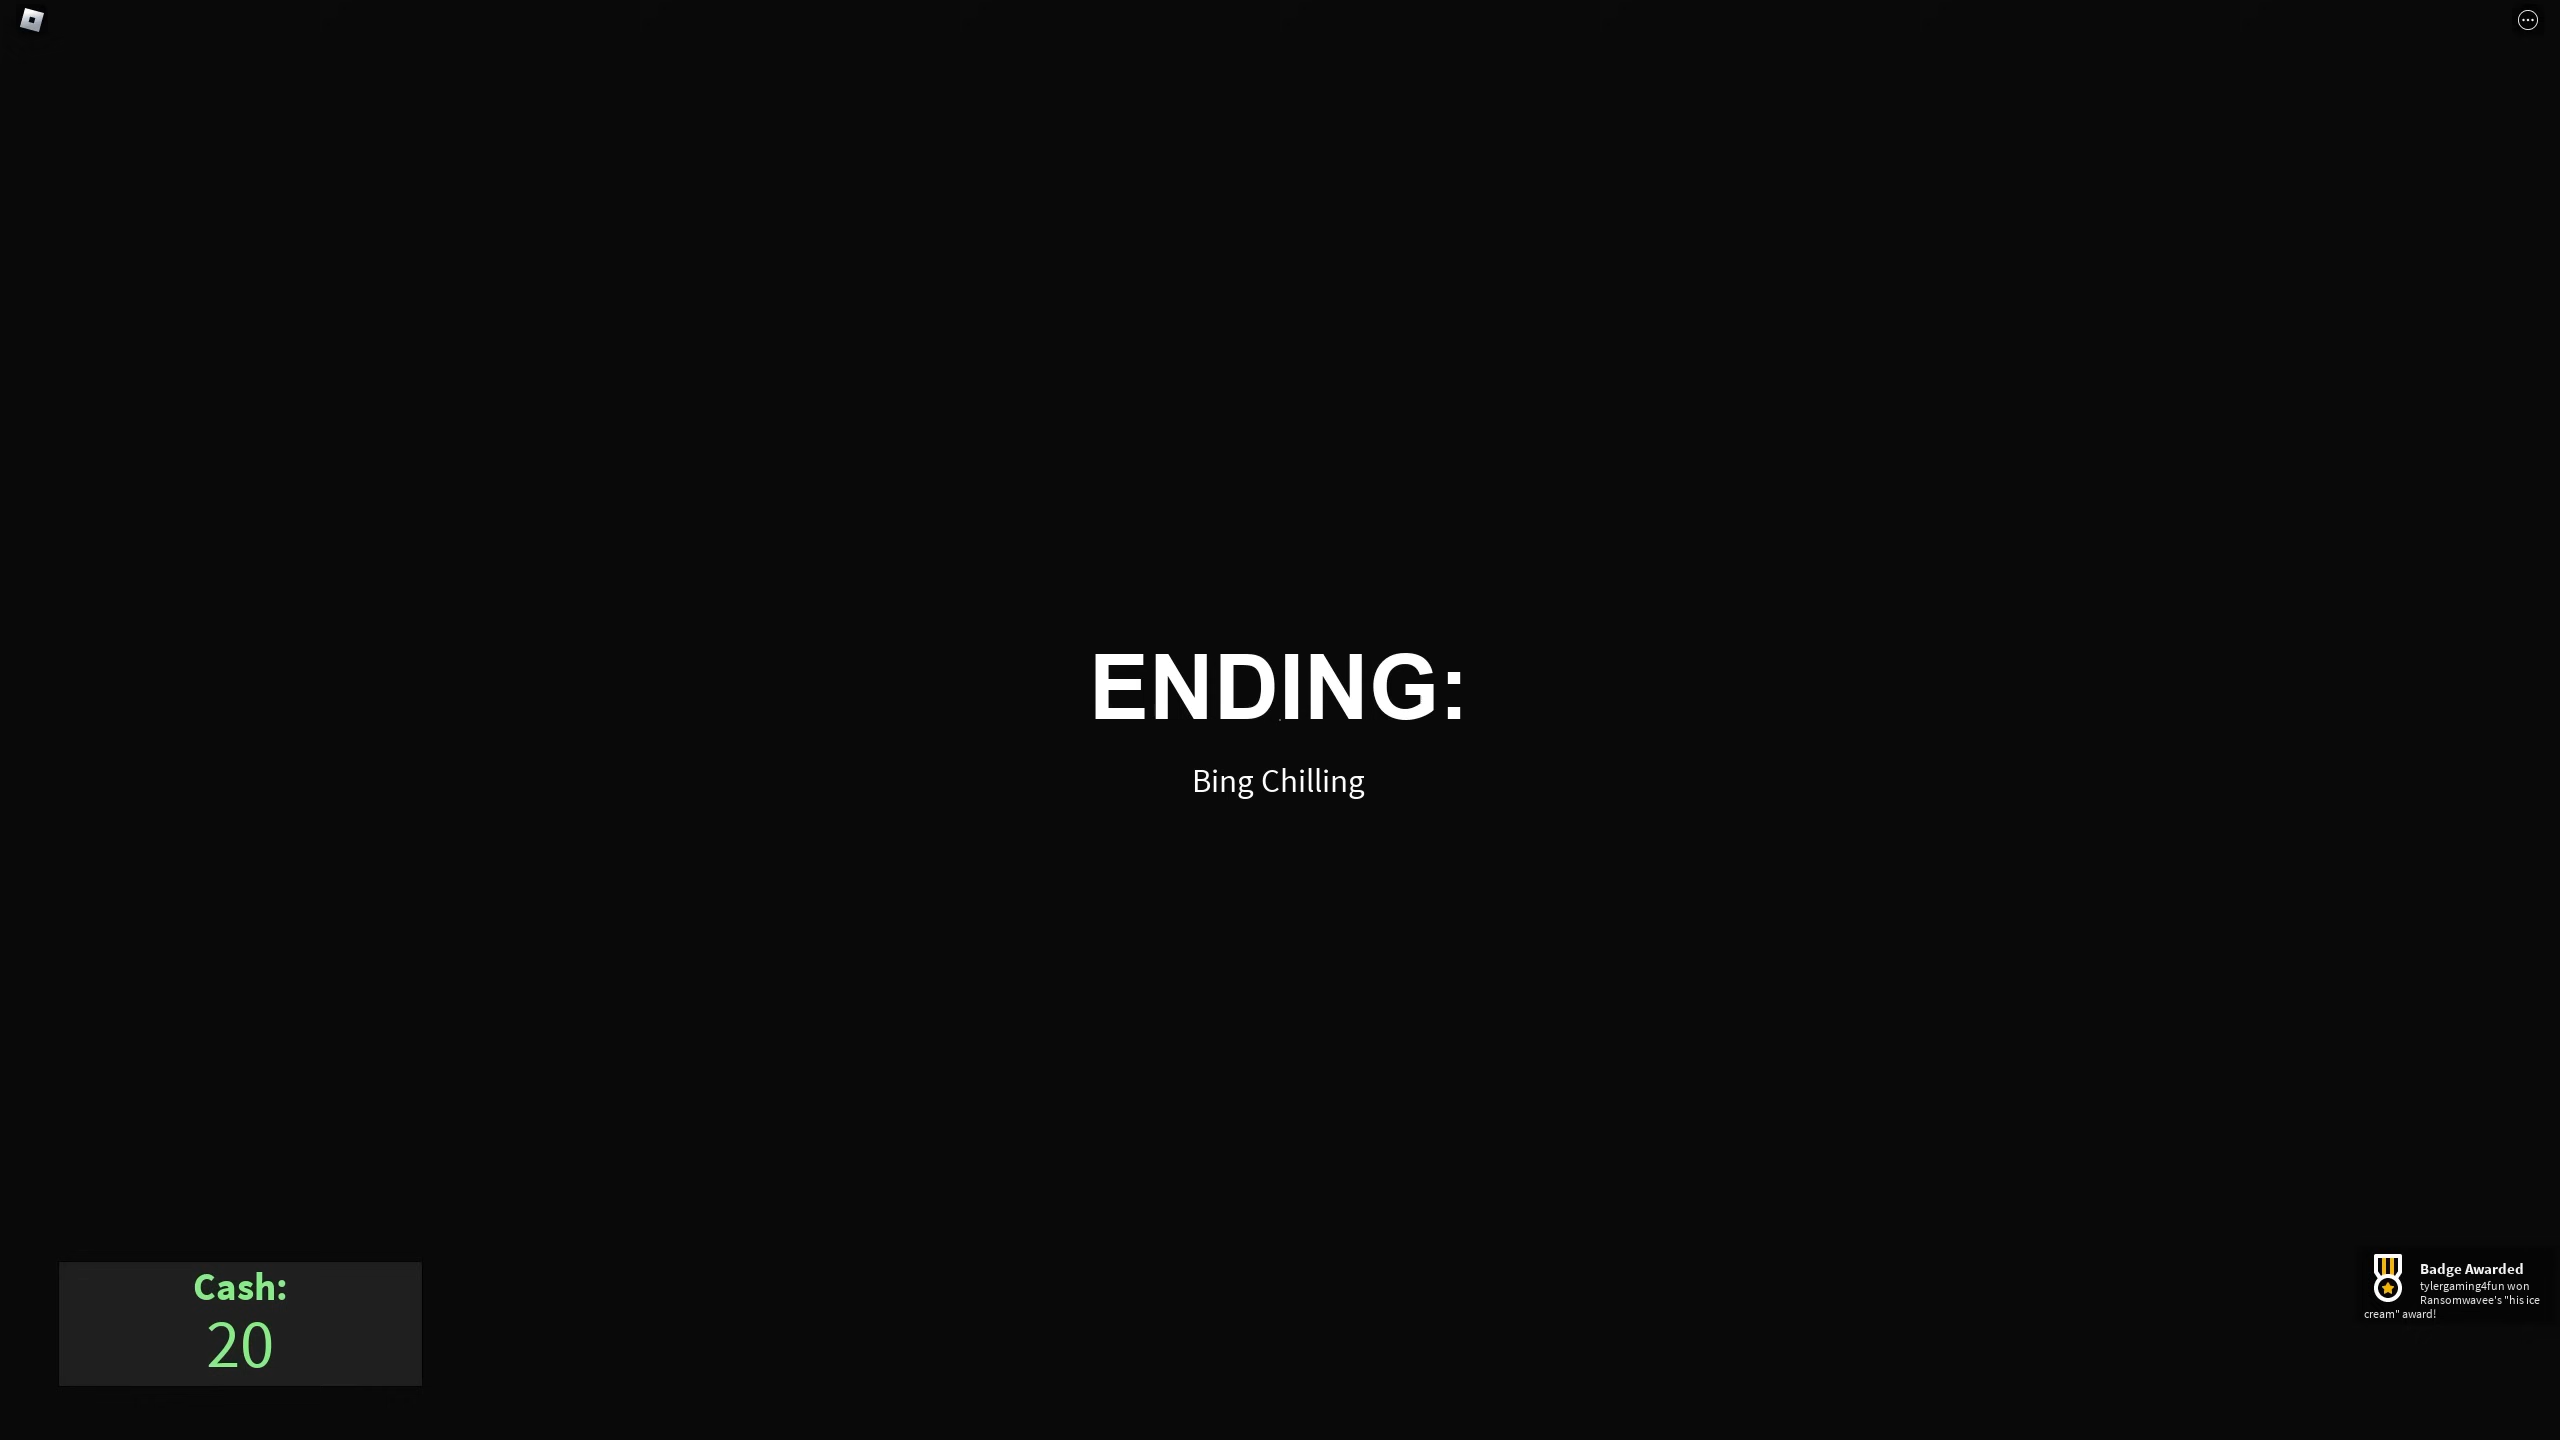 ENDING:
Bing Chilling
Cash:
20
Badge Awarded
tylergaming4fun won
Ransomwavee's "his ice
cream" award!